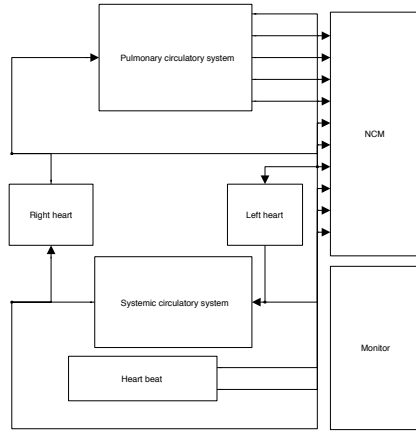 Pulmonary circulatory system
NCM
Right heart
Left heart
Systemic circulatory system
Monitor
Heart beat